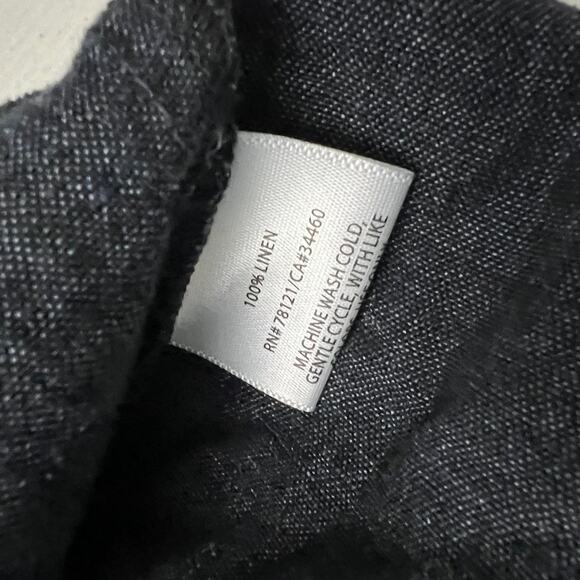 100% LINEN
RN#78121/CA#34460
MACHINE WASH COLD,
GENTLE CYCLE, WITH LIKE